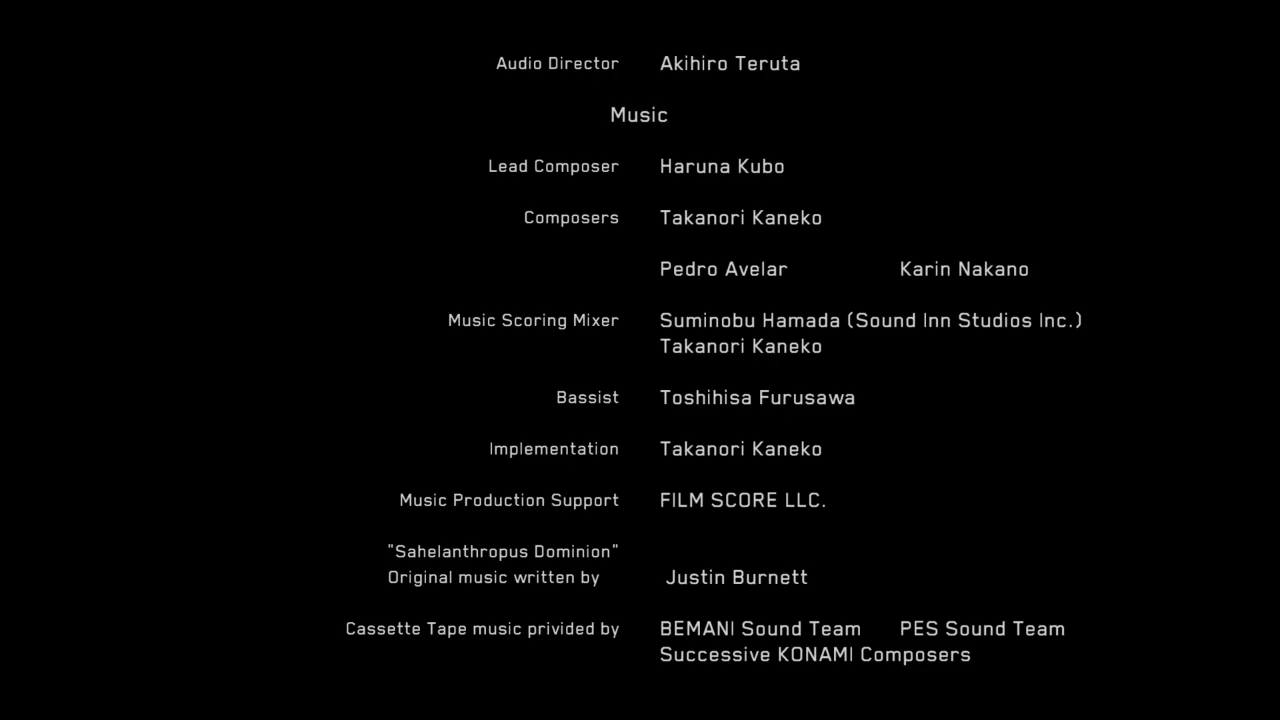 Audio Director Akihiro Teruta
Music
Lead Composer Haruna Kubo
Composers Takanori Kaneko
Pedro Avelar Karin Nakano
Music Scoring Mixer Suminobu Hamada (Sound Inn Studios Inc.)
Takanori Kaneko
Bassist Toshihisa Furusawa
Implementation Takanori Kaneko
Music Production Support FILM SCORE LLC.
"Sahelanthropus Dominion"
Original music written by Justin Burnett
Cassette Tape music privided by BEMANI Sound Team PES Sound Team
Successive KONAMI Composers